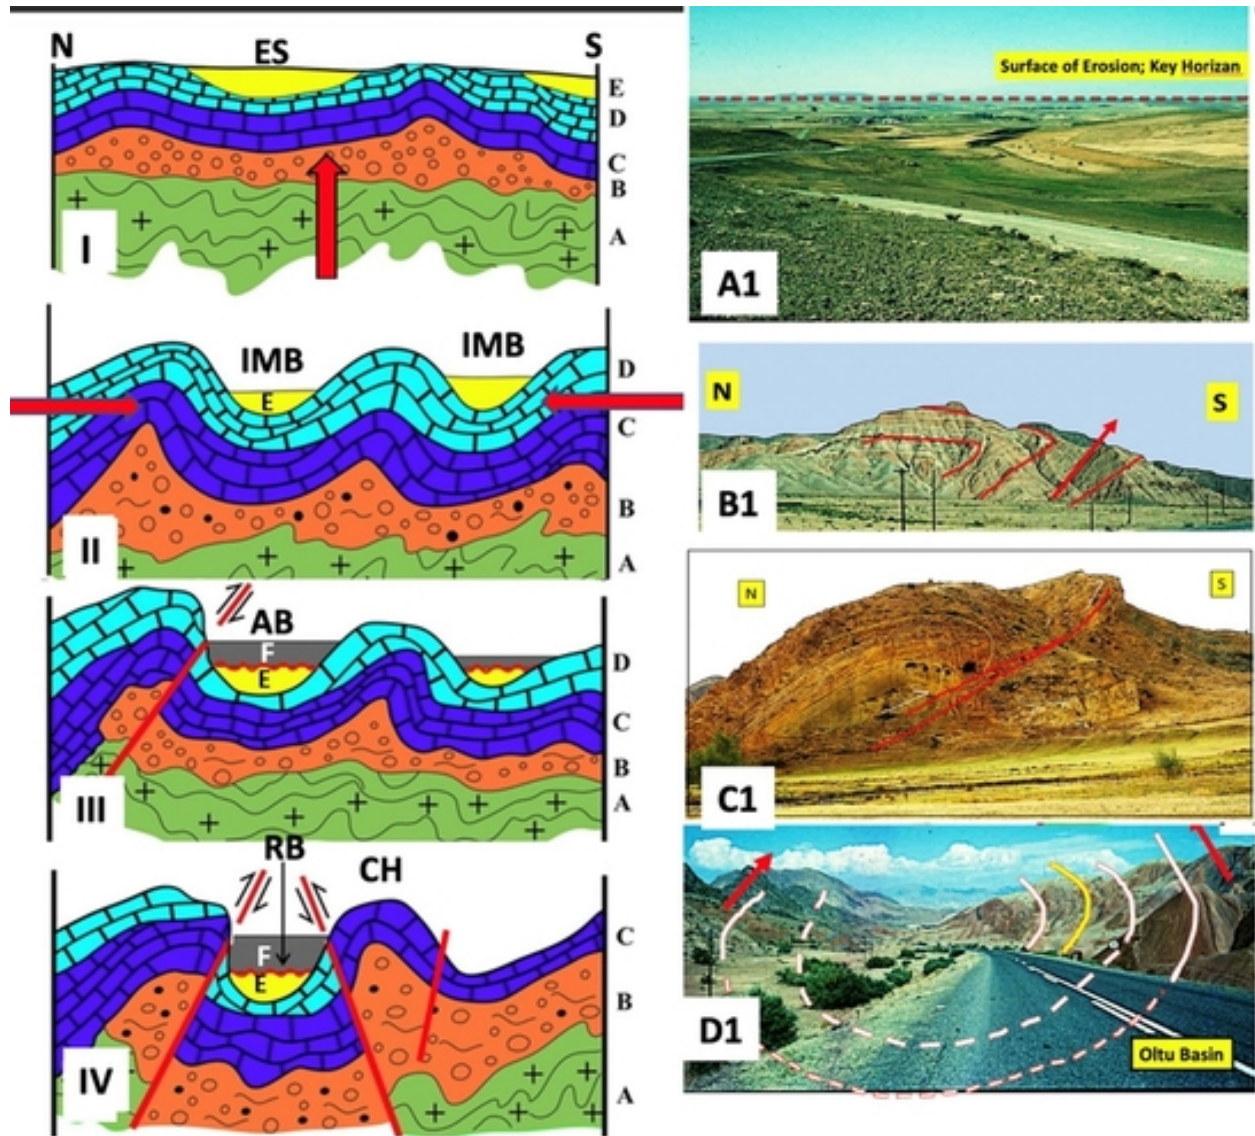 N ES S
E
D
C
B
A
I
IMB IMB
E
D
C
B
A
II
AB
F
E
D
C
B
A
III
RB
CH
F
E
C
B
A
IV
Surface of Erosion; Key Horizan
A1
N S
B1
N S
C1
D1
Oltu Basin